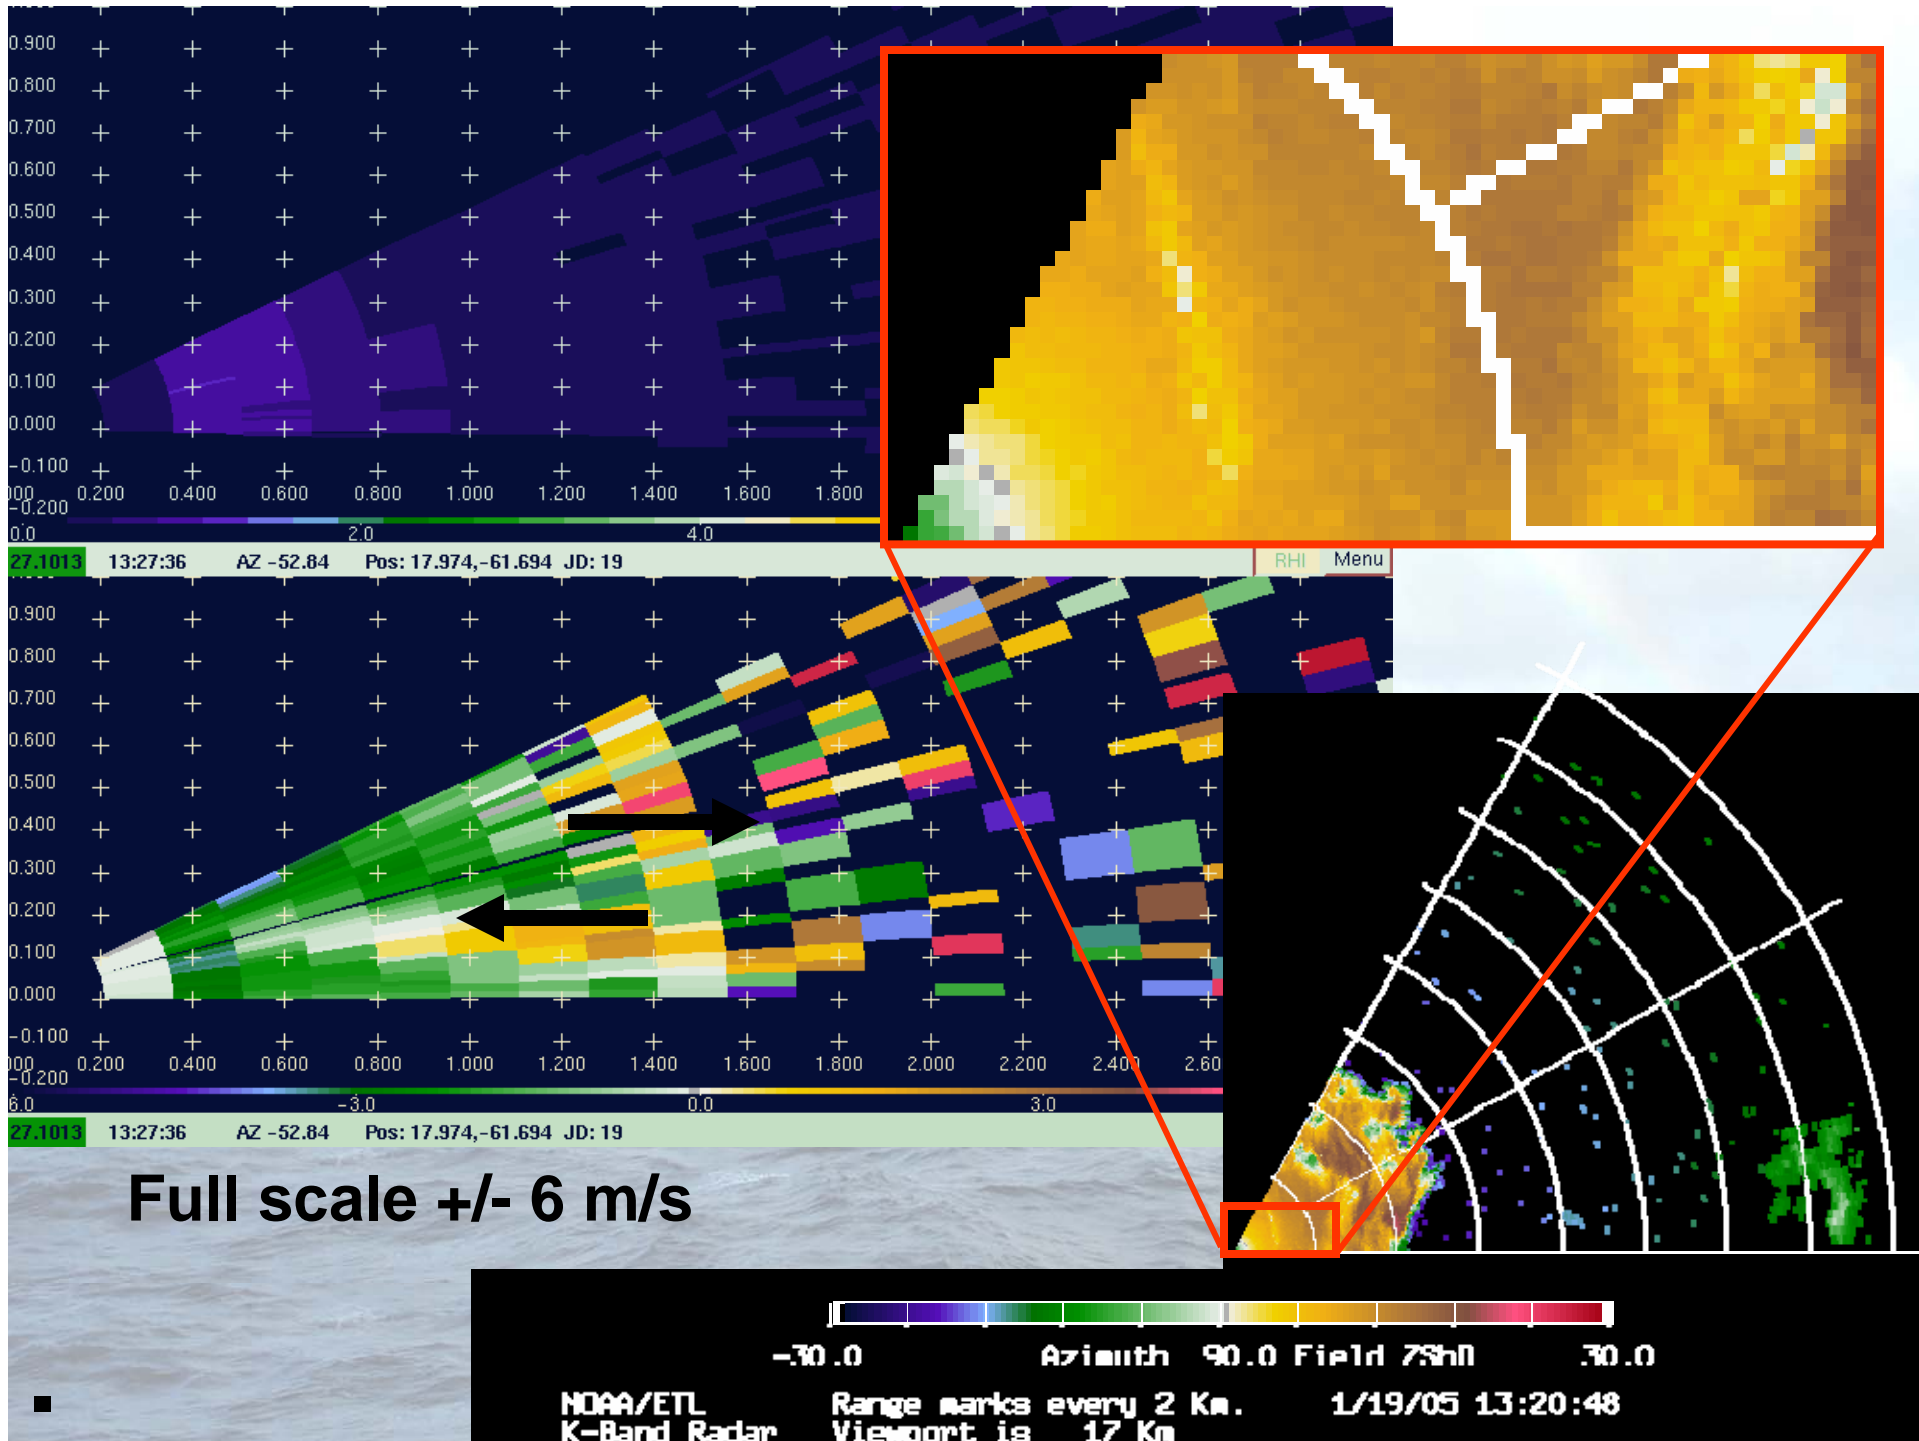 0.900
0.800
0.700
0.600
0.500
0.400
0.300
0.200
0.100
0.000
-0.100
-0.200
0.200 0.400 0.600 0.800 1.000 1.200 1.400 1.600 1.800
0.0 2.0 4.0
27.1013 13:27:36 AZ -52.84 Pos: 17.974,-61.694 JD: 19 RHI Menu
0.900
0.800
0.700
0.600
0.500
0.400
0.300
0.200
0.100
0.000
-0.100
-0.200
0.200 0.400 0.600 0.800 1.000 1.200 1.400 1.600 1.800 2.000 2.200 2.400 2.60
6.0 -3.0 0.0 3.0
27.1013 13:27:36 AZ -52.84 Pos: 17.974,-61.694 JD: 19
Full scale +/- 6 m/s
-30.0 Azimuth 90.0 Field ZShD 30.0
NOAA/ETL Range marks every 2 Km. 1/19/05 13:20:48
K-Band Radar Viewport is 17 Km